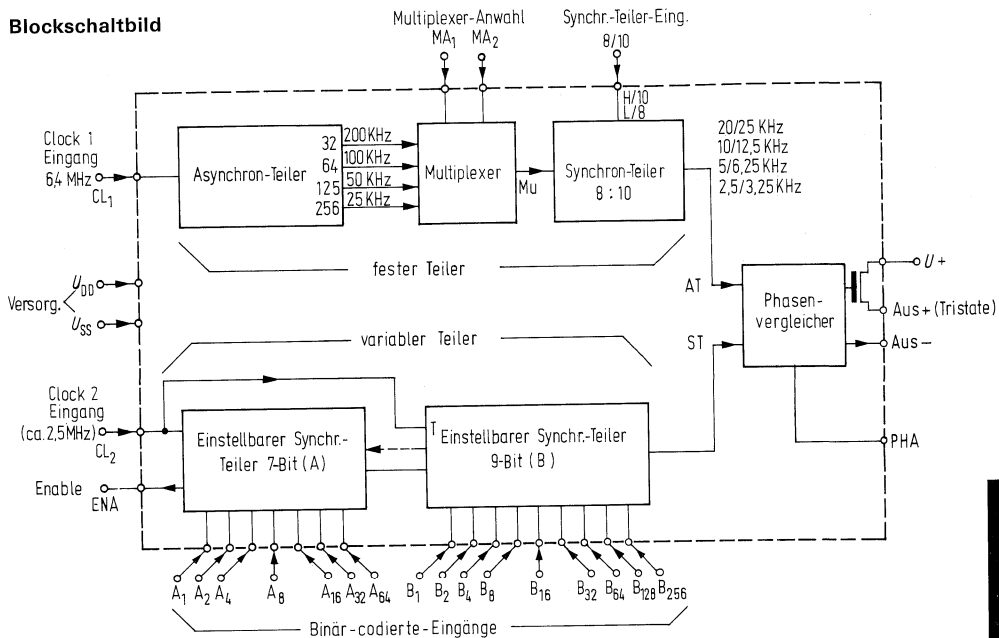 Blockschaltbild
Multiplexer-Anwahl
MA1 MA2
Synchr.-Teiler-Eing.
8/10
H/10
L/8
Clock 1
Eingang
6,4 MHz
CL1
Asynchron-Teiler
32 200 KHz
64 100 KHz
125 50 KHz
256 25 KHz
Multiplexer
Mu
Synchron-Teiler
8 : 10
20/25 KHz
10/12,5 KHz
5/6,25 KHz
2,5/3,25 KHz
fester Teiler
Versorg.
UDD
USS
AT
ST
Phasen-
vergleicher
U+
Aus+ (Tristate)
Aus−
PHA
variabler Teiler
Clock 2
Eingang
(ca. 2,5 MHz)
CL2
Enable
ENA
Einstellbarer Synchr.-
Teiler 7-Bit (A)
T
Einstellbarer Synchr.-Teiler
9-Bit (B)
A1 A2 A4 A8 A16 A32 A64
B1 B2 B4 B8 B16 B32 B64 B128 B256
Binär-codierte-Eingänge